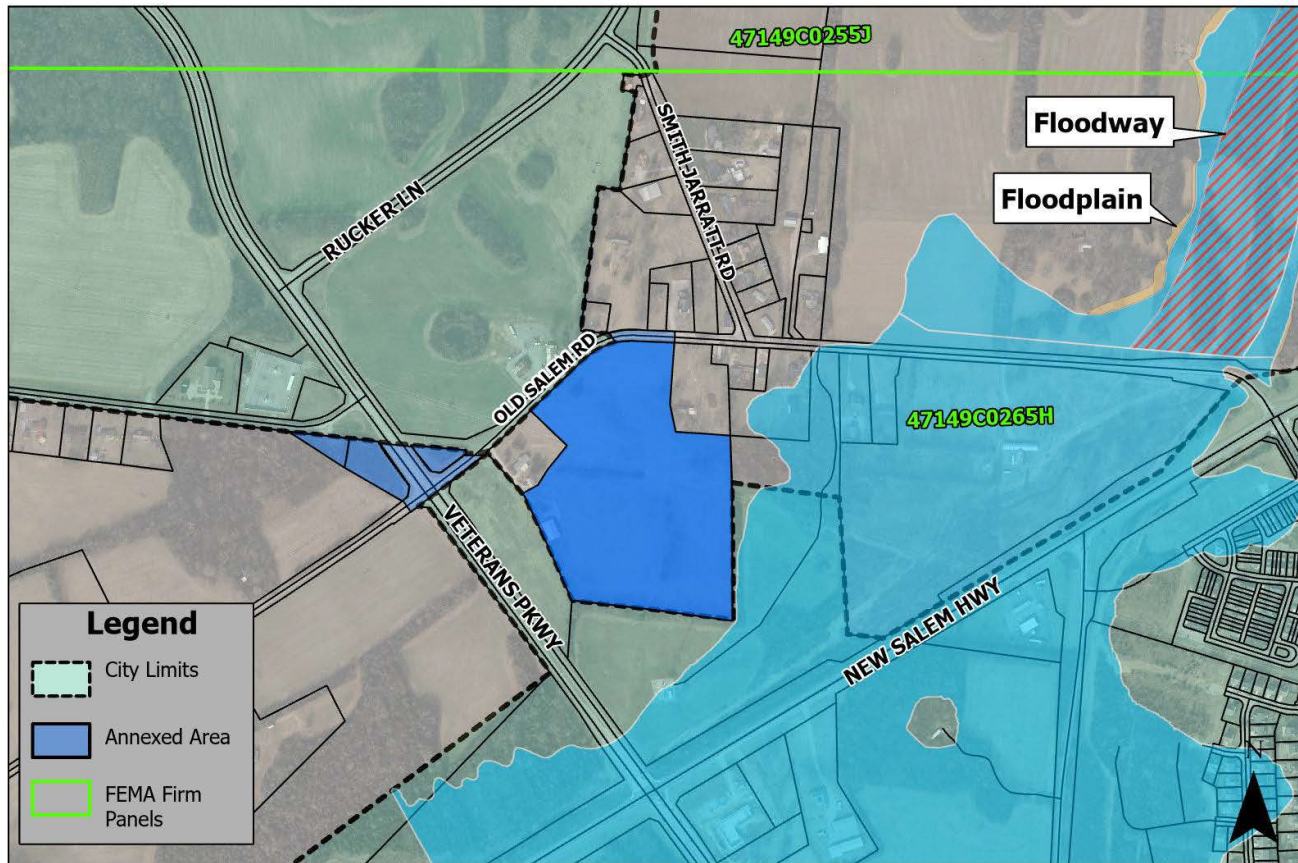 47149C0255J
Floodway
SMITH JARRATT RD
Floodplain
RUCKER LN
OLD SALEM RD
47149C0265H
VETERANS PKWY
NEW SALEM HWY
Legend
City Limits
Annexed Area
FEMA Firm
Panels
N